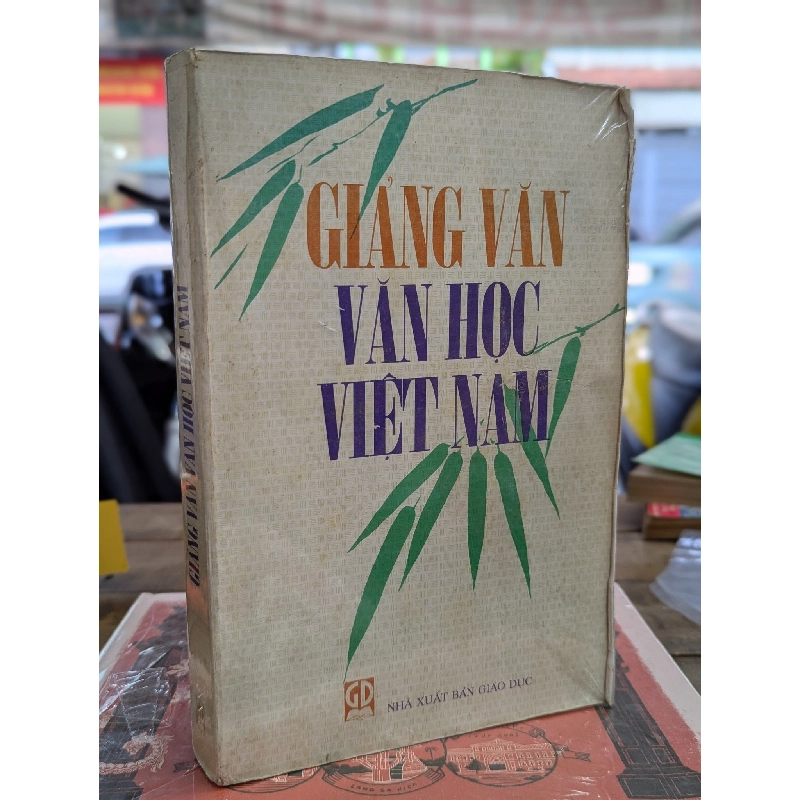 GIẢNG VĂN
VĂN HỌC
VIỆT NAM
GD
NHÀ XUẤT BẢN GIÁO DỤC
GIẢNG VĂN VĂN HỌC VIỆT NAM